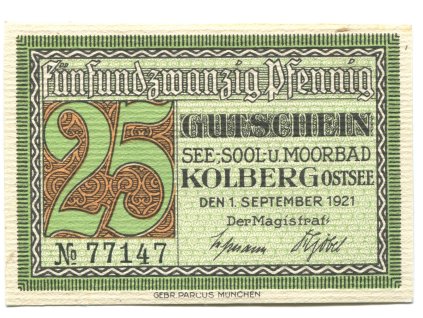 Fünfundzwanzig Pfennig
25
GUTSCHEIN
SEE-, SOOL- U. MOORBAD
KOLBERG OSTSEE
DEN 1. SEPTEMBER 1921
Der Magistrat:
No 77147
GEBR. PARCUS MÜNCHEN